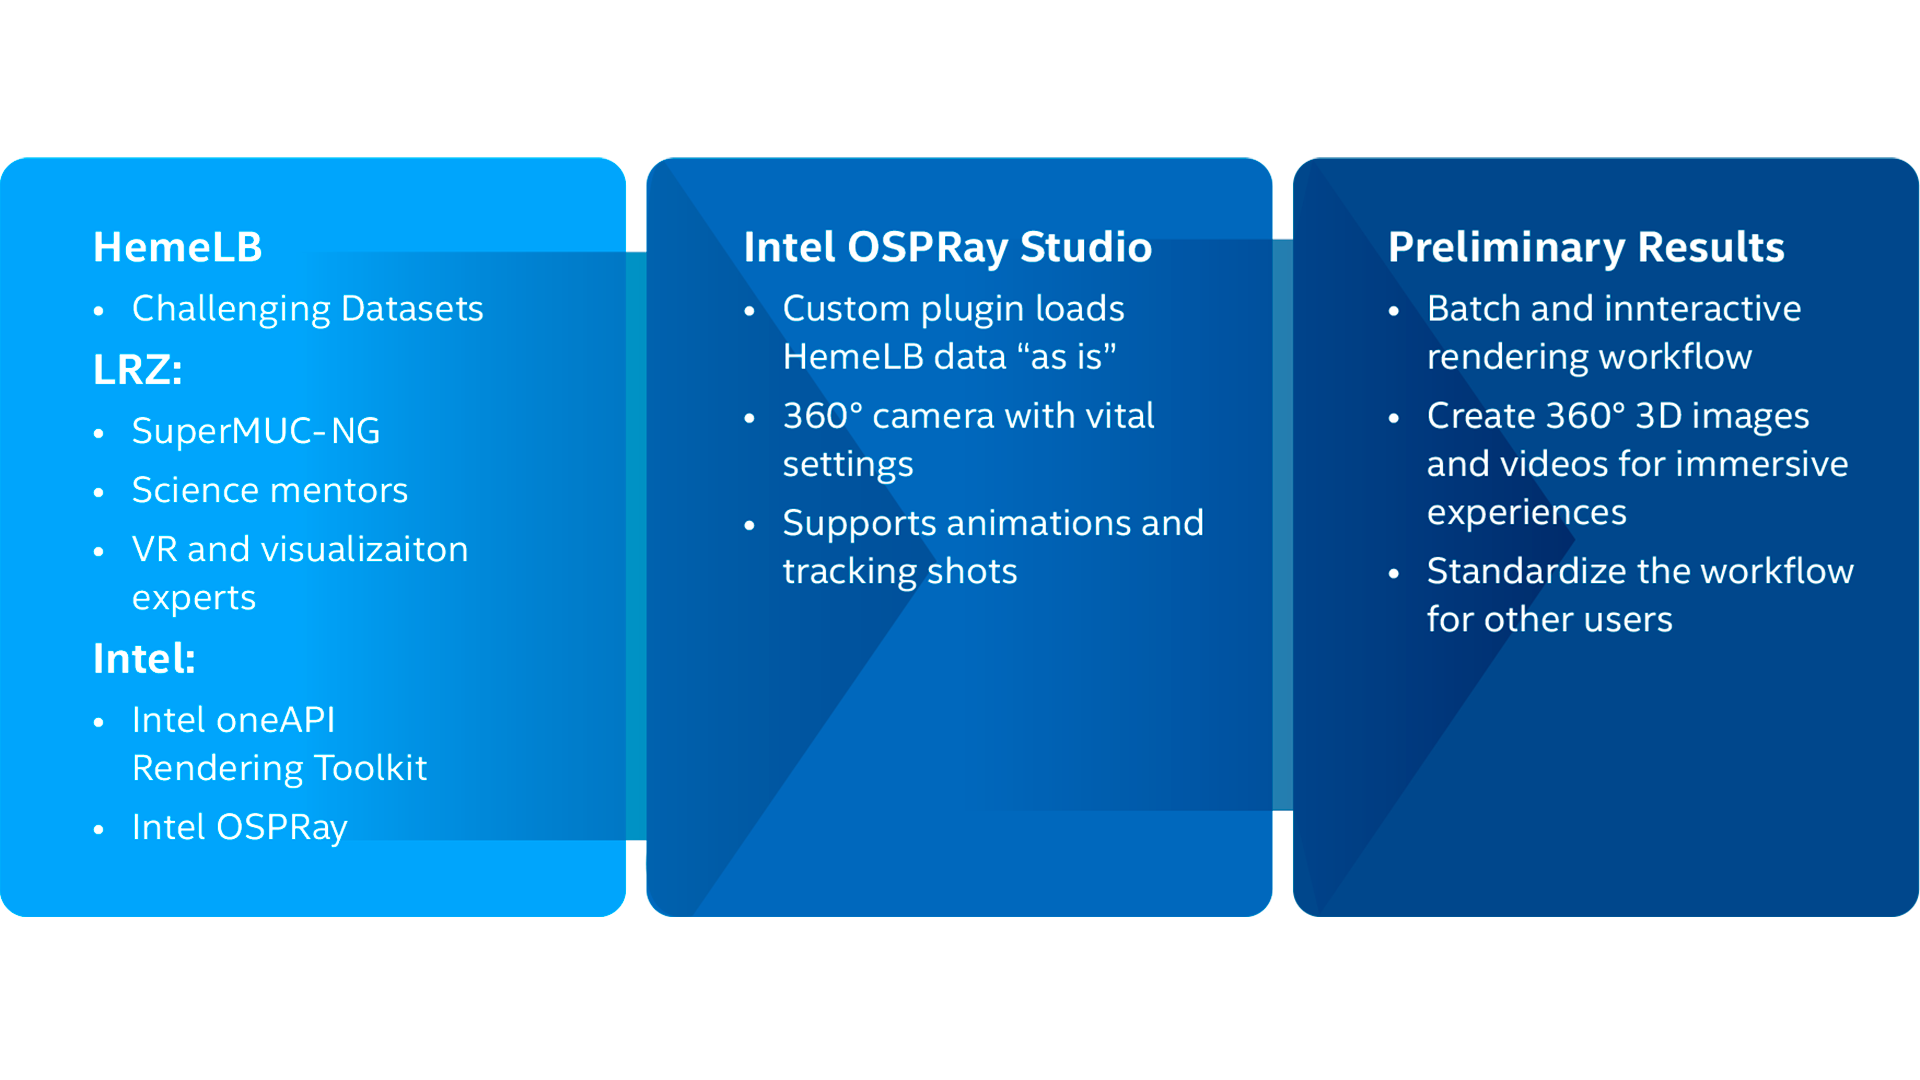 HemeLB
• Challenging Datasets
LRZ:
• SuperMUC-NG
• Science mentors
• VR and visualizaiton
experts
Intel:
• Intel oneAPI
Rendering Toolkit
• Intel OSPRay
Intel OSPRay Studio
• Custom plugin loads
HemeLB data “as is”
• 360° camera with vital
settings
• Supports animations and
tracking shots
Preliminary Results
• Batch and innteractive
rendering workflow
• Create 360° 3D images
and videos for immersive
experiences
• Standardize the workflow
for other users